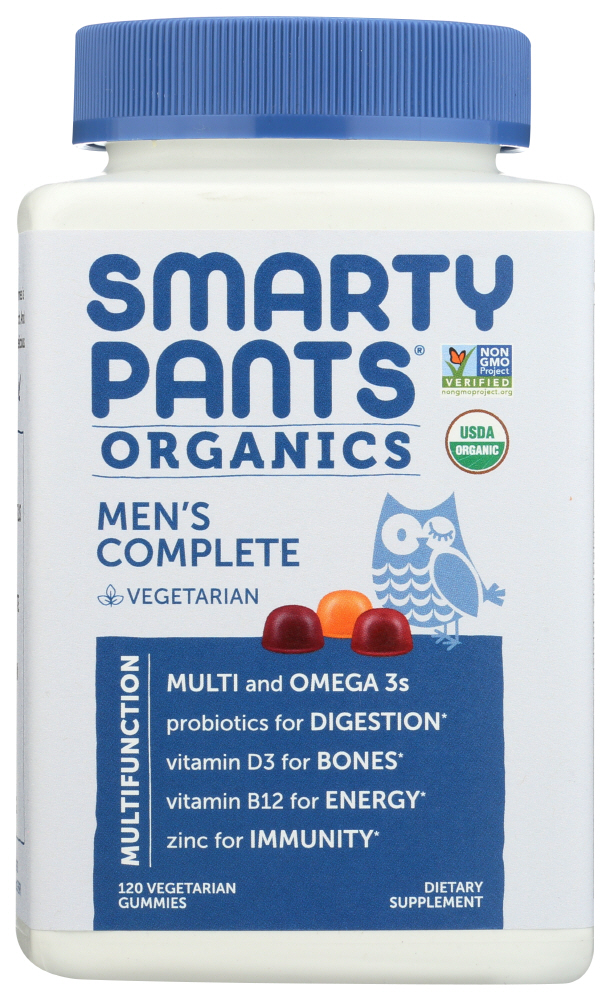 SMARTY
PANTS®
NON
GMO
Project
VERIFIED
nongmoproject.org
ORGANICS
USDA
ORGANIC
MEN'S
COMPLETE
VEGETARIAN
MULTIFUNCTION
MULTI and OMEGA 3s
probiotics for DIGESTION*
vitamin D3 for BONES*
vitamin B12 for ENERGY*
zinc for IMMUNITY*
120 VEGETARIAN
GUMMIES
DIETARY
SUPPLEMENT